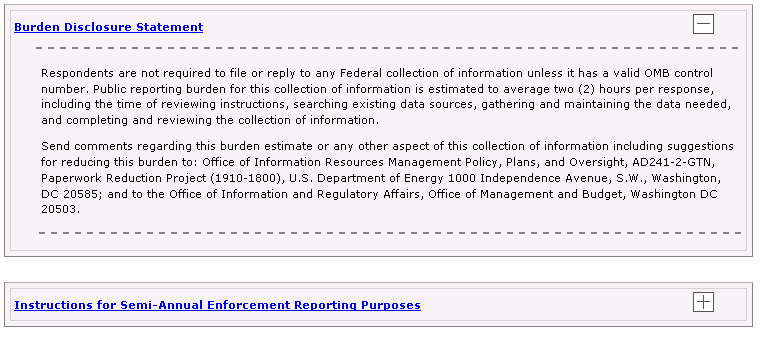 Burden Disclosure Statement
Respondents are not required to file or reply to any Federal collection of information unless it has a valid OMB control
number. Public reporting burden for this collection of information is estimated to average two (2) hours per response,
including the time of reviewing instructions, searching existing data sources, gathering and maintaining the data needed,
and completing and reviewing the collection of information.
Send comments regarding this burden estimate or any other aspect of this collection of information including suggestions
for reducing this burden to: Office of Information Resources Management Policy, Plans, and Oversight, AD241-2-GTN,
Paperwork Reduction Project (1910-1800), U.S. Department of Energy 1000 Independence Avenue, S.W., Washington,
DC 20585; and to the Office of Information and Regulatory Affairs, Office of Management and Budget, Washington DC
20503.
Instructions for Semi-Annual Enforcement Reporting Purposes